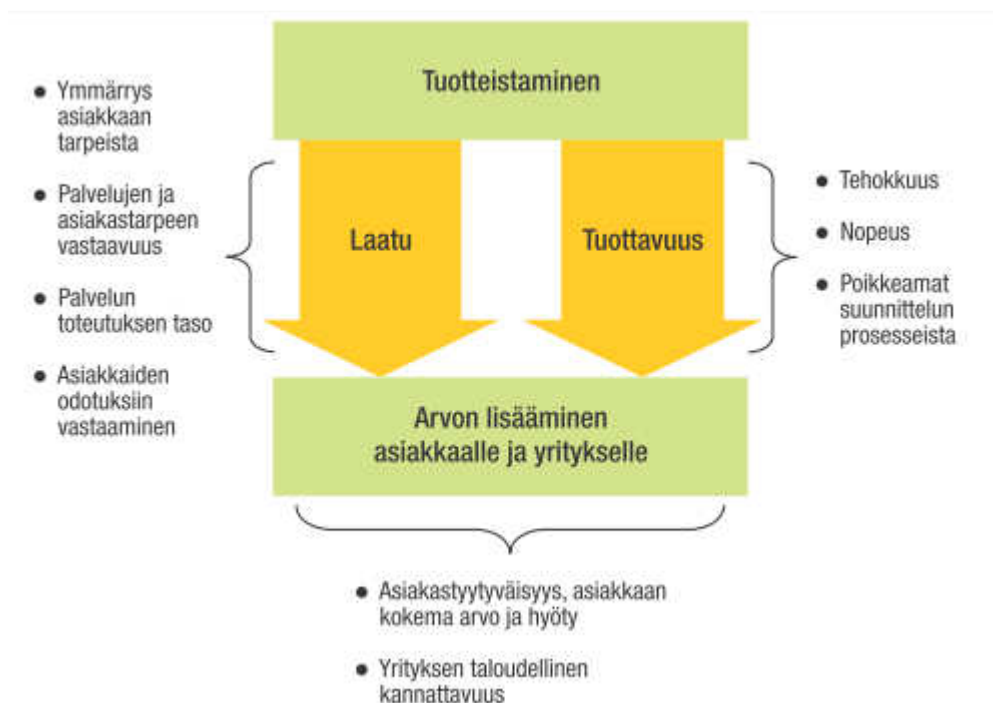 Tuotteistaminen
• Ymmärrys
asiakkaan
tarpeista
• Palvelujen ja
asiakastarpeen
vastaavuus
• Palvelun
toteutuksen taso
• Asiakkaiden
odotuksiin
vastaaminen
Laatu
Tuottavuus
• Tehokkuus
• Nopeus
• Poikkeamat
suunnittelun
prosesseista
Arvon lisääminen
asiakkaalle ja yritykselle
• Asiakastyytyväisyys, asiakkaan
kokema arvo ja hyöty
• Yrityksen taloudellinen
kannattavuus